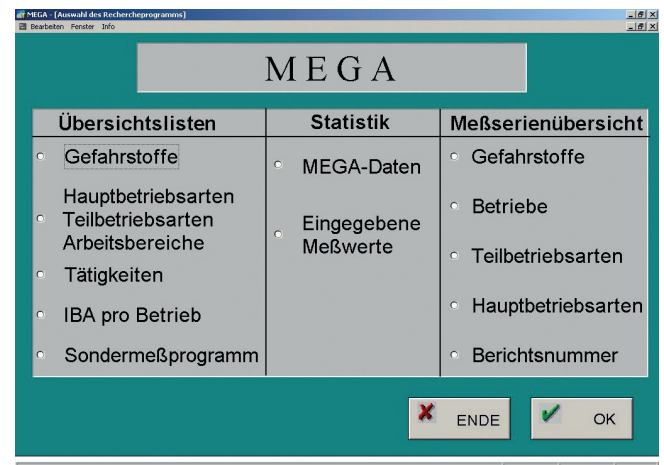 MEGA - [Auswahl des Rechercheprogramms]
Bearbeiten Fenster Info
MEGA
Übersichtslisten
Gefahrstoffe
Hauptbetriebsarten
Teilbetriebsarten
Arbeitsbereiche
Tätigkeiten
IBA pro Betrieb
Sondermeßprogramm
Statistik
MEGA-Daten
Eingegebene
Meßwerte
Meßserienübersicht
Gefahrstoffe
Betriebe
Teilbetriebsarten
Hauptbetriebsarten
Berichtsnummer
ENDE
OK